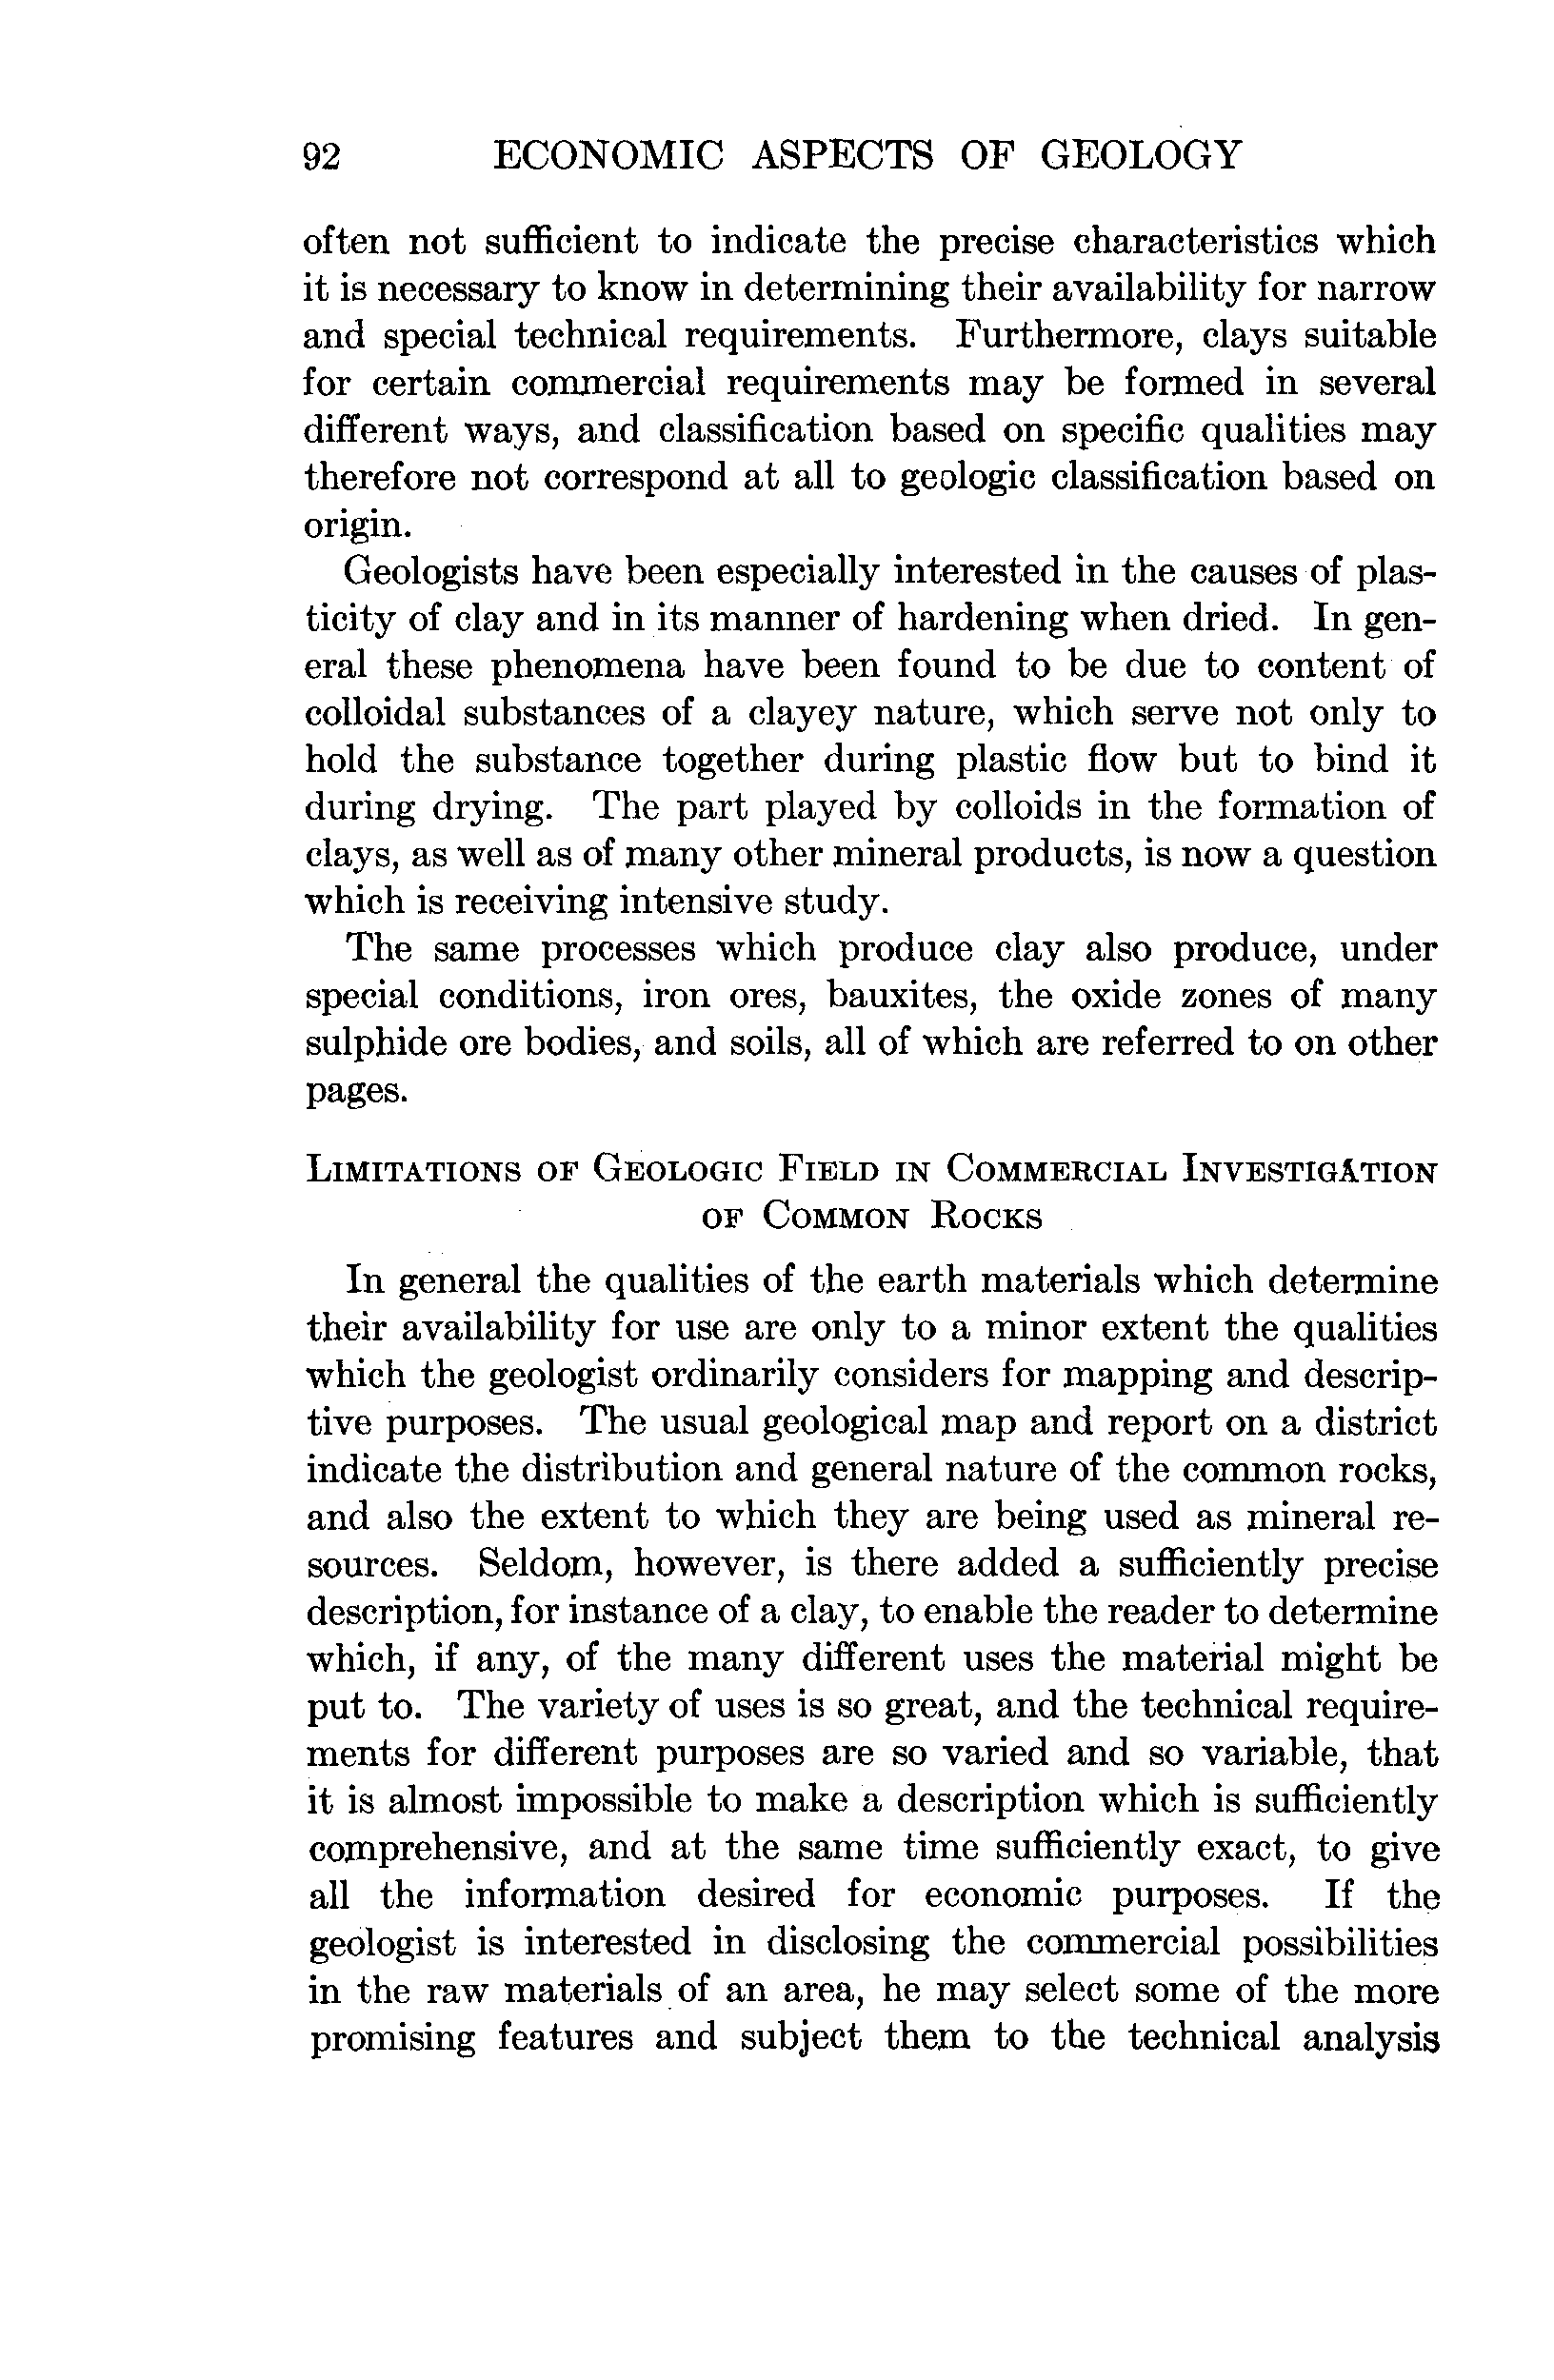 92 ECONOMIC ASPECTS OF GEOLOGY
often not sufficient to indicate the precise characteristics which
it is necessary to know in determining their availability for narrow
and special technical requirements. Furthermore, clays suitable
for certain commercial requirements may be formed in several
different ways, and classification based on specific qualities may
therefore not correspond at all to geologic classification based on
origin.
Geologists have been especially interested in the causes of plas-
ticity of clay and in its manner of hardening when dried. In gen-
eral these phenomena have been found to be due to content of
colloidal substances of a clayey nature, which serve not only to
hold the substance together during plastic flow but to bind it
during drying. The part played by colloids in the formation of
clays, as well as of many other mineral products, is now a question
which is receiving intensive study.
The same processes which produce clay also produce, under
special conditions, iron ores, bauxites, the oxide zones of many
sulphide ore bodies, and soils, all of which are referred to on other
pages.
LIMITATIONS OF GEOLOGIC FIELD IN COMMERCIAL INVESTIGATION
OF COMMON ROCKS
In general the qualities of the earth materials which determine
their availability for use are only to a minor extent the qualities
which the geologist ordinarily considers for mapping and descrip-
tive purposes. The usual geological map and report on a district
indicate the distribution and general nature of the common rocks,
and also the extent to which they are being used as mineral re-
sources. Seldom, however, is there added a sufficiently precise
description, for instance of a clay, to enable the reader to determine
which, if any, of the many different uses the material might be
put to. The variety of uses is so great, and the technical require-
ments for different purposes are so varied and so variable, that
it is almost impossible to make a description which is sufficiently
comprehensive, and at the same time sufficiently exact, to give
all the information desired for economic purposes. If the
geologist is interested in disclosing the commercial possibilities
in the raw materials of an area, he may select some of the more
promising features and subject them to the technical analysis